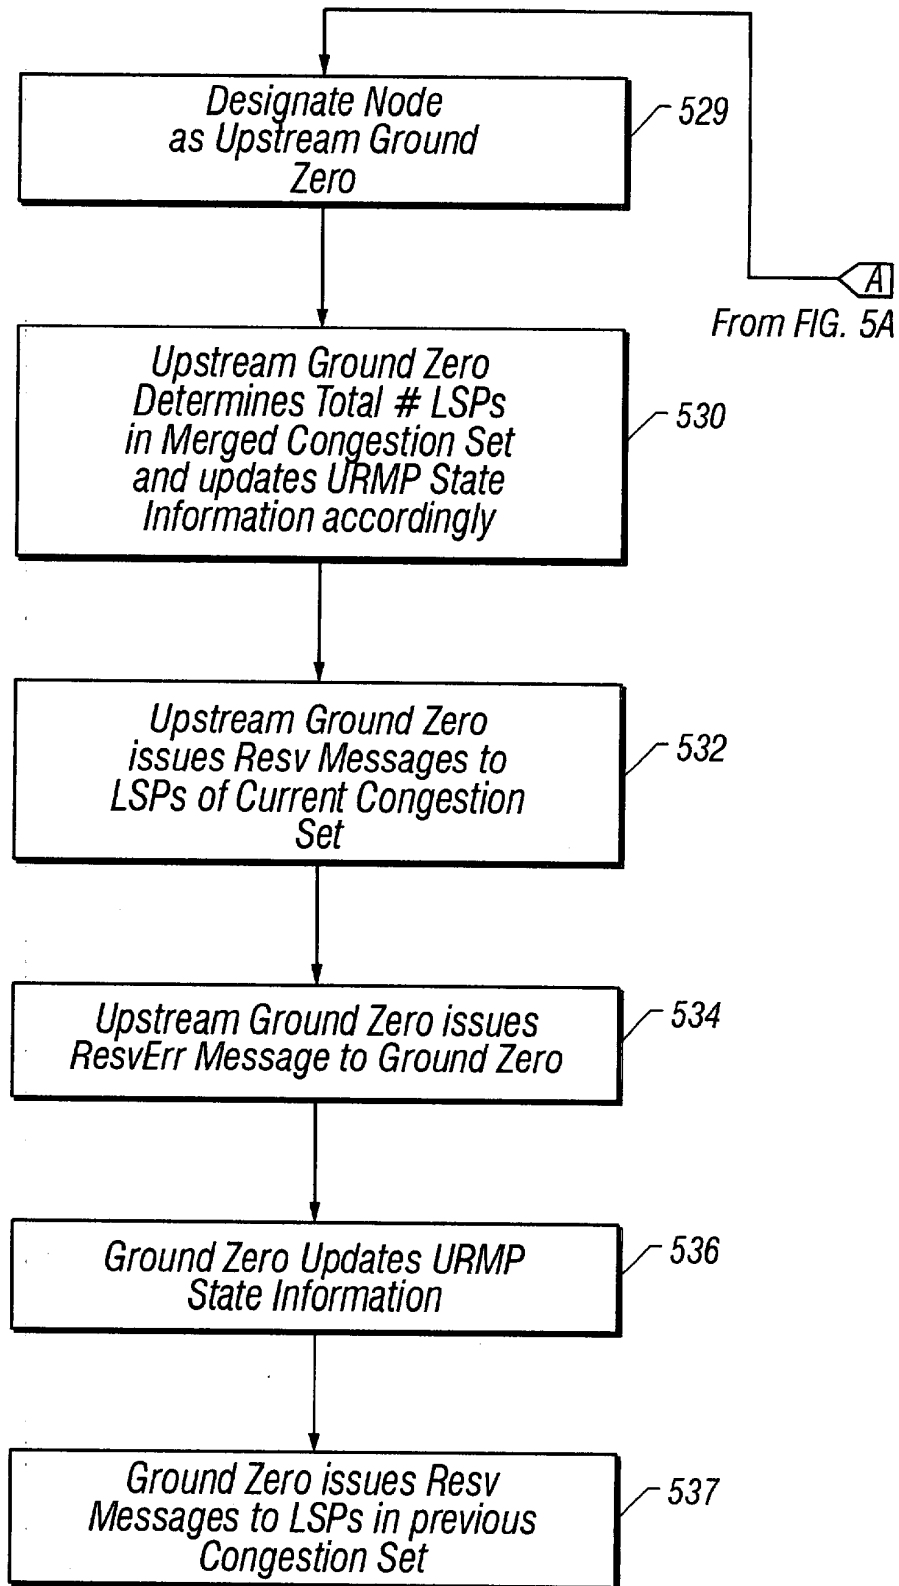 Designate Node
as Upstream Ground
Zero
529
A
From FIG. 5A
Upstream Ground Zero
Determines Total # LSPs
in Merged Congestion Set
and updates URMP State
Information accordingly
530
Upstream Ground Zero
issues Resv Messages to
LSPs of Current Congestion
Set
532
Upstream Ground Zero issues
ResvErr Message to Ground Zero
534
Ground Zero Updates URMP
State Information
536
Ground Zero issues Resv
Messages to LSPs in previous
Congestion Set
537